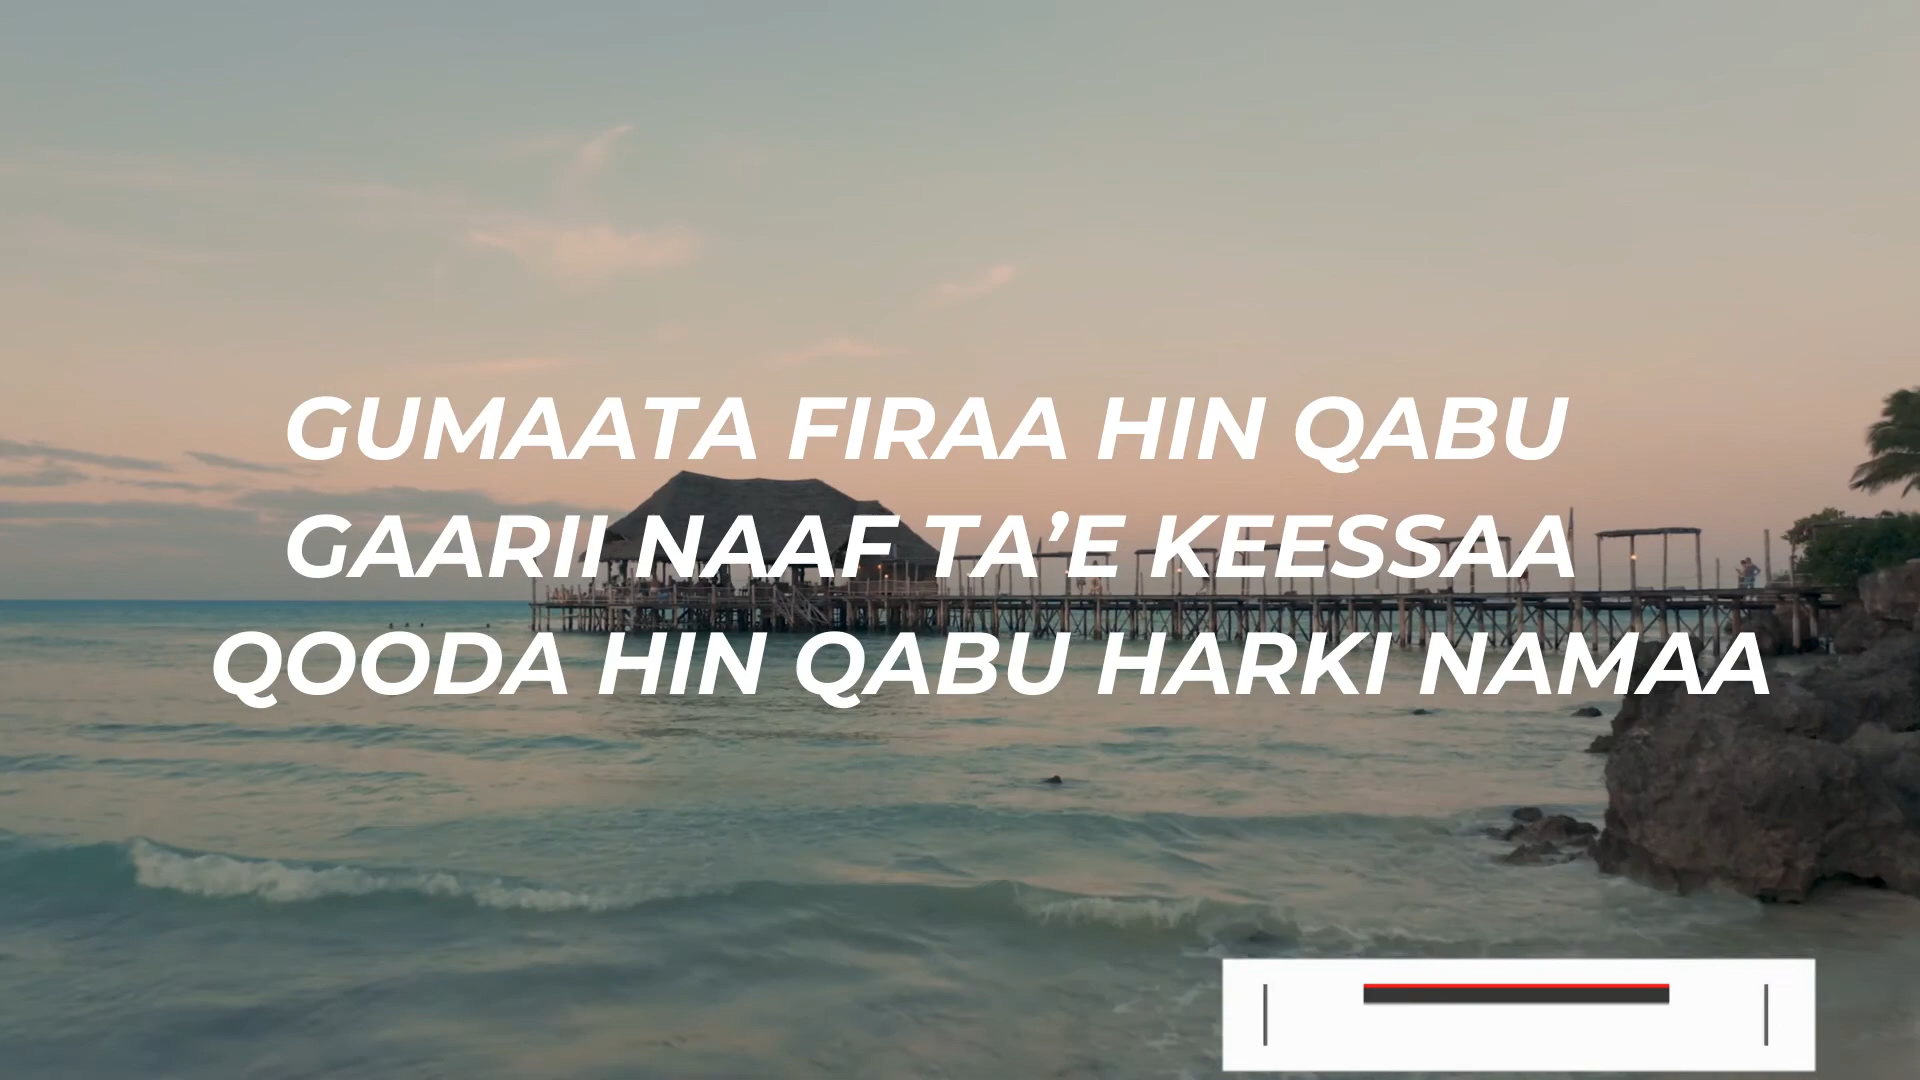 GUMAATA FIRAA HIN QABU
GAARII NAAF TA’E KEESSAA
QOODA HIN QABU HARKI NAMAA